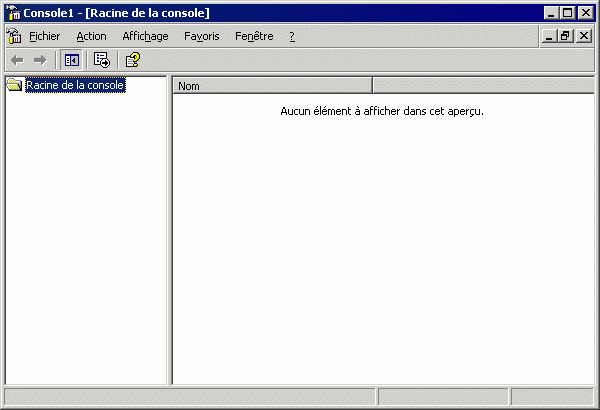 Console1 - [Racine de la console]
Fichier Action Affichage Favoris Fenêtre ?
Racine de la console
Nom
Aucun élément à afficher dans cet aperçu.